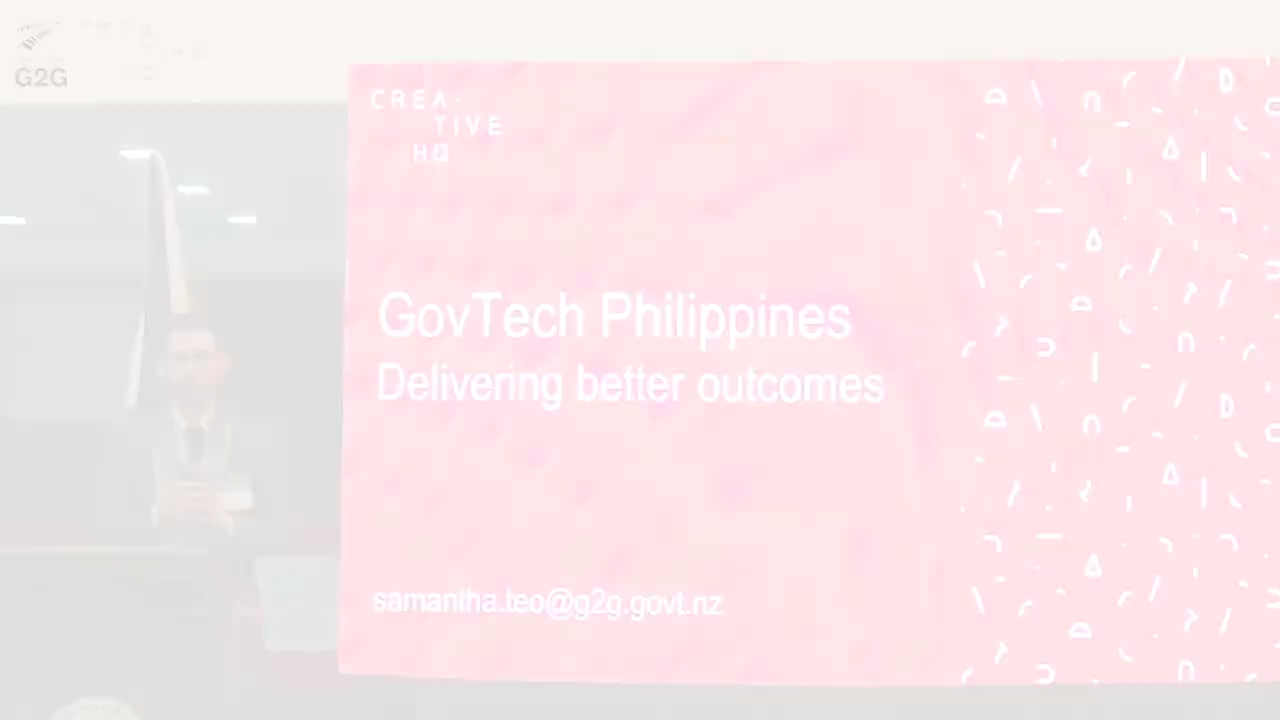 G2G
CREA-
TIVE
HQ
GovTech Philippines
Delivering better outcomes
samantha.teo@g2g.govt.nz